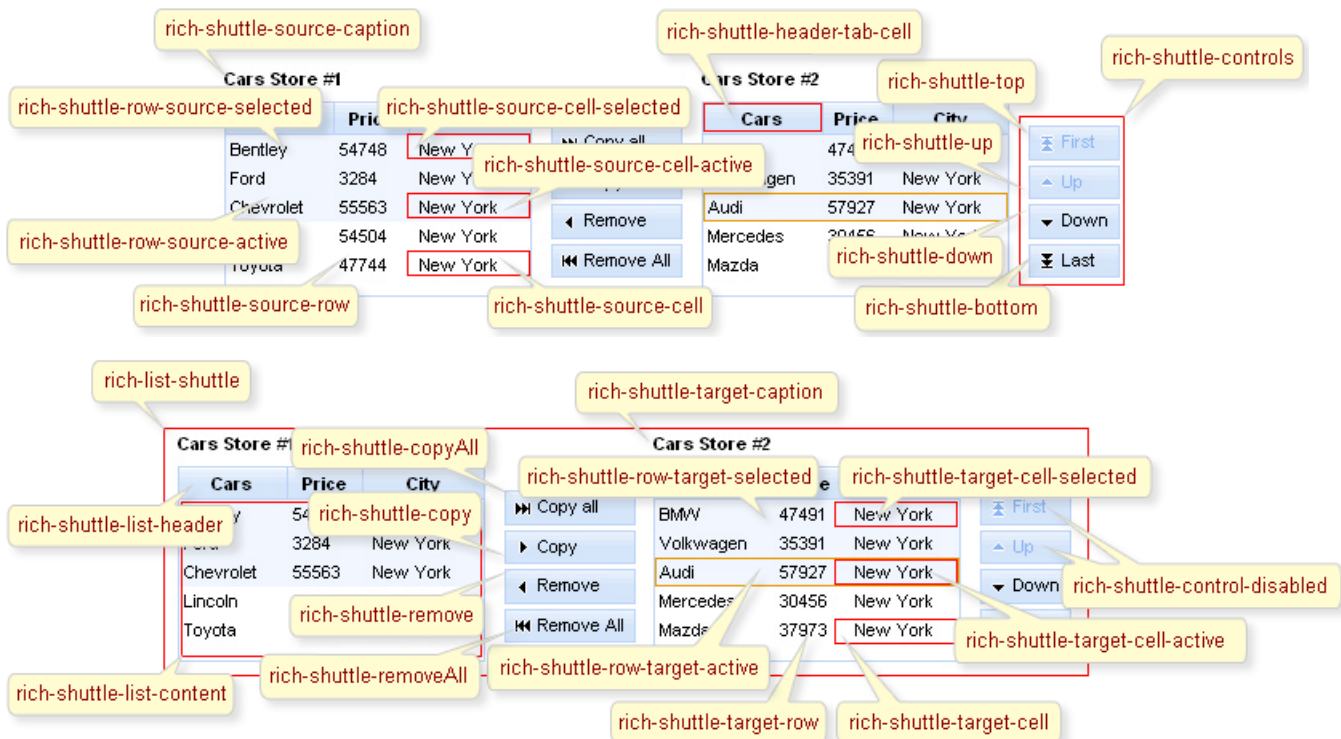 rich-shuttle-source-caption
rich-shuttle-header-tab-cell
rich-shuttle-controls
Cars Store #1
Cars Store #2
rich-shuttle-top
rich-shuttle-row-source-selected
rich-shuttle-source-cell-selected
Cars Price City
Copy all
First
Bentley 54748
rich-shuttle-up
rich-shuttle-source-cell-active
Ford 3284
35391 New York
Up
Chevrolet 55563 New York
Audi 57927 New York
Remove
Down
rich-shuttle-row-source-active
54504 New York
Mercedes
rich-shuttle-down
Remove All
Last
Toyota 47744 New York
Mazda
rich-shuttle-source-row
rich-shuttle-source-cell
rich-shuttle-bottom
rich-list-shuttle
rich-shuttle-target-caption
Cars Store
rich-shuttle-copyAll
Cars Store #2
rich-shuttle-row-target-selected
rich-shuttle-target-cell-selected
Cars Price City
rich-shuttle-list-header
rich-shuttle-copy
Copy all
BMW 47491 New York
First
3284 New York
Copy
Volkwagen 35391 New York
Up
Chevrolet 55563 New York
Audi 57927 New York
Remove
Down
rich-shuttle-control-disabled
Lincoln
rich-shuttle-remove
Mercedes 30456 New York
Toyota
Remove All
Mazda 37973 New York
rich-shuttle-target-cell-active
rich-shuttle-removeAll
rich-shuttle-row-target-active
rich-shuttle-list-content
rich-shuttle-target-row
rich-shuttle-target-cell